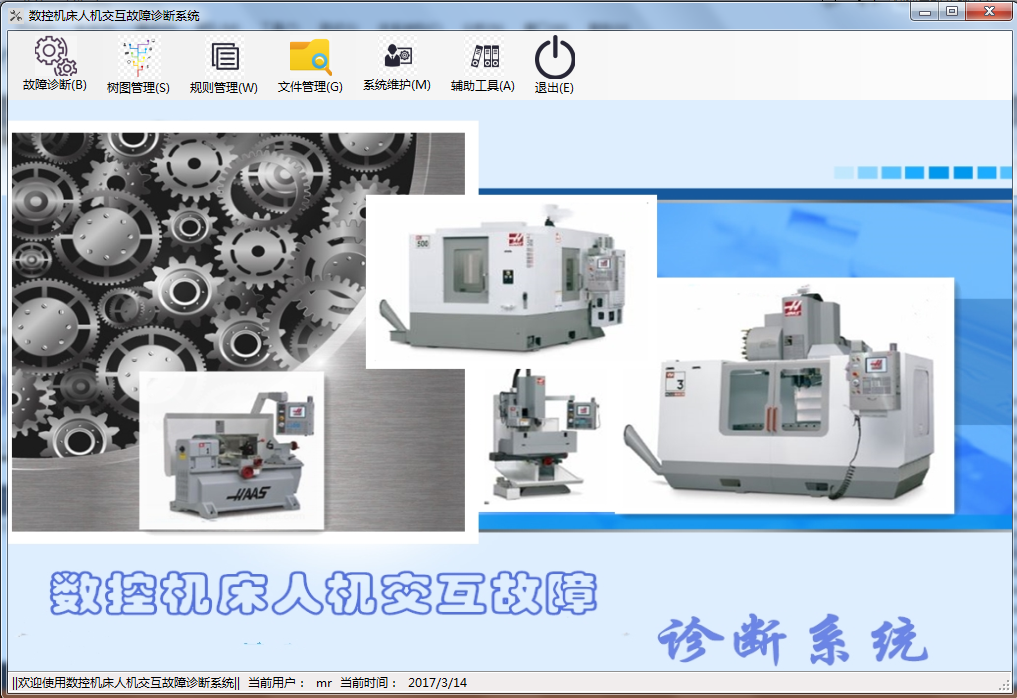 数控机床人机交互故障诊断系统
故障诊断(B) 树图管理(S) 规则管理(W) 文件管理(G) 系统维护(M) 辅助工具(A) 退出(E)
500
3
HAAS
数控机床人机交互故障
诊断系统
||欢迎使用数控机床人机交互故障诊断系统|| 当前用户： mr 当前时间： 2017/3/14